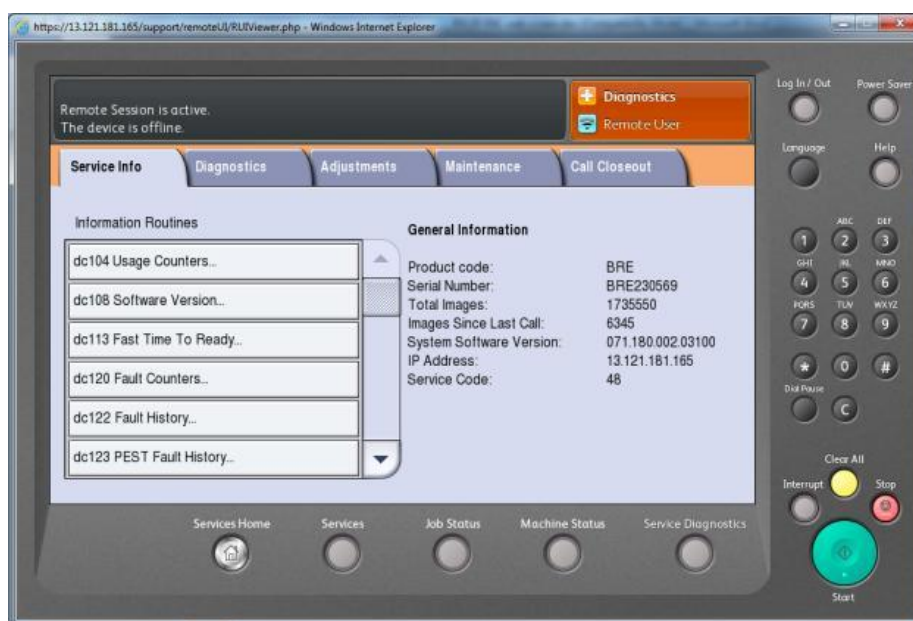 https://13.121.181.165/support/remoteUI/RUIViewer.php - Windows Internet Explorer
Remote Session is active.
The device is offline.
Diagnostics
Remote User
Log In / Out
Power Saver
Language
Help
Service Info
Diagnostics
Adjustments
Maintenance
Call Closeout
Information Routines
dc104 Usage Counters...
dc108 Software Version...
dc113 Fast Time To Ready...
dc120 Fault Counters...
dc122 Fault History...
dc123 PEST Fault History...
General Information
Product code: BRE
Serial Number: BRE230569
Total Images: 1735550
Images Since Last Call: 6345
System Software Version: 071.180.002.03100
IP Address: 13.121.181.165
Service Code: 48
ABC DEF
1 2 3
GHI JKL MNO
4 5 6
PQRS TUV WXYZ
7 8 9
* 0 #
Dial Pause
C
Clear All
Interrupt
Stop
Start
Services Home
Services
Job Status
Machine Status
Service Diagnostics